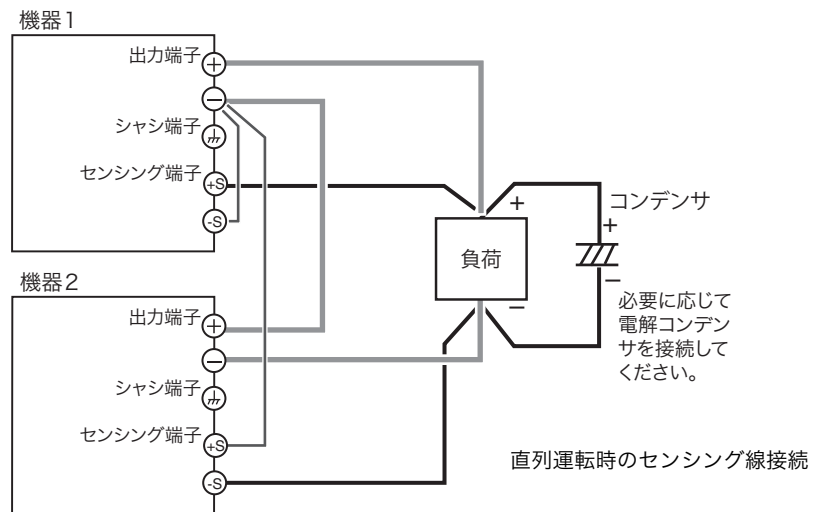 機器1
出力端子
+
−
シャシ端子
センシング端子
+S
-S
+
負荷
−
コンデンサ
+
−
必要に応じて
電解コンデン
サを接続して
ください。
機器2
出力端子
+
−
シャシ端子
センシング端子
+S
-S
直列運転時のセンシング線接続